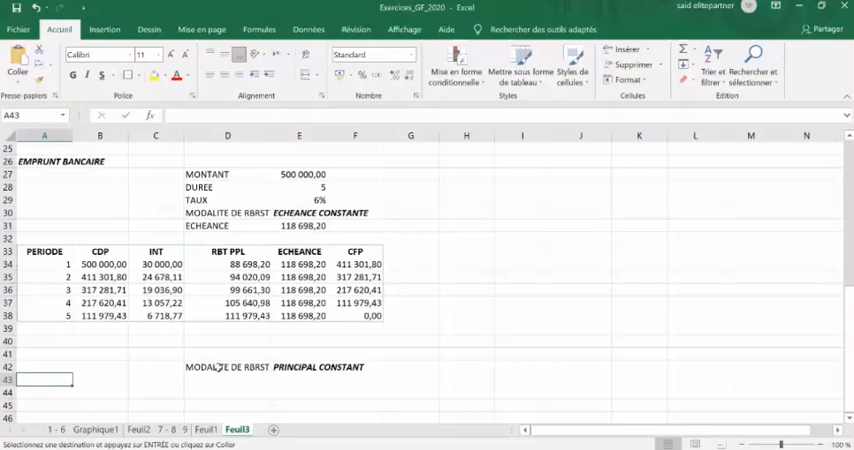 Exercices_GF_2020 - Excel
said elitepartner
Fichier Accueil Insertion Dessin Mise en page Formules Données Révision Affichage Aide Rechercher des outils adaptés Partager
Coller
Calibri 11
G I S
Standard
Mise en forme conditionnelle
Mettre sous forme de tableau
Styles de cellules
Insérer
Supprimer
Format
Trier et filtrer
Rechercher et sélectionner
Presse-papiers Police Alignement Nombre Styles Cellules Édition
A43 fx
A B C D E F G H I J K L M N
25
26 EMPRUNT BANCAIRE
27 MONTANT 500 000,00
28 DUREE 5
29 TAUX 6%
30 MODALITE DE RBRST ECHEANCE CONSTANTE
31 ECHEANCE 118 698,20
32
33 PERIODE CDP INT RBT PPL ECHEANCE CFP
34 1 500 000,00 30 000,00 88 698,20 118 698,20 411 301,80
35 2 411 301,80 24 678,11 94 020,09 118 698,20 317 281,71
36 3 317 281,71 19 036,90 99 661,30 118 698,20 217 620,41
37 4 217 620,41 13 057,22 105 640,98 118 698,20 111 979,43
38 5 111 979,43 6 718,77 111 979,43 118 698,20 0,00
39
40
41
42 MODALITE DE RBRST PRINCIPAL CONSTANT
43
44
45
46
1 - 6 Graphique1 Feuil2 7 - 8 9 Feuil1 Feuil3
Sélectionnez une destination et appuyez sur ENTRÉE ou cliquez sur Coller 100 %